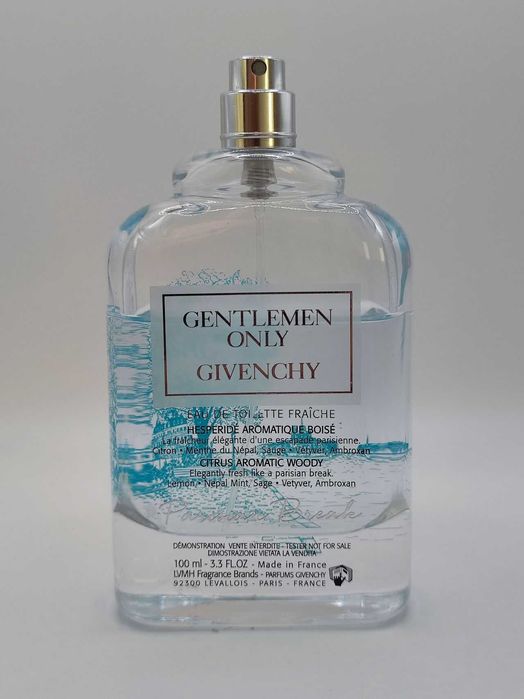 GENTLEMEN
ONLY
GIVENCHY
EAU DE TOILETTE FRAÎCHE
HESPERIDÉ AROMATIQUE BOISÉ
La fraîcheur élégante d'une escapade parisienne.
Citron • Menthe du Népal, Sauge • Vétyver, Ambroxan
CITRUS AROMATIC WOODY
Elegantly fresh like a parisian break.
Lemon • Nepal Mint, Sage • Vetyver, Ambroxan
Parisian Break
DÉMONSTRATION VENTE INTERDITE - TESTER NOT FOR SALE
DIMOSTRAZIONE VIETATA LA VENDITA
100 ml - 3.3 FL.OZ - Made in France
LVMH Fragrance Brands - PARFUMS GIVENCHY
92300 LEVALLOIS - PARIS - FRANCE